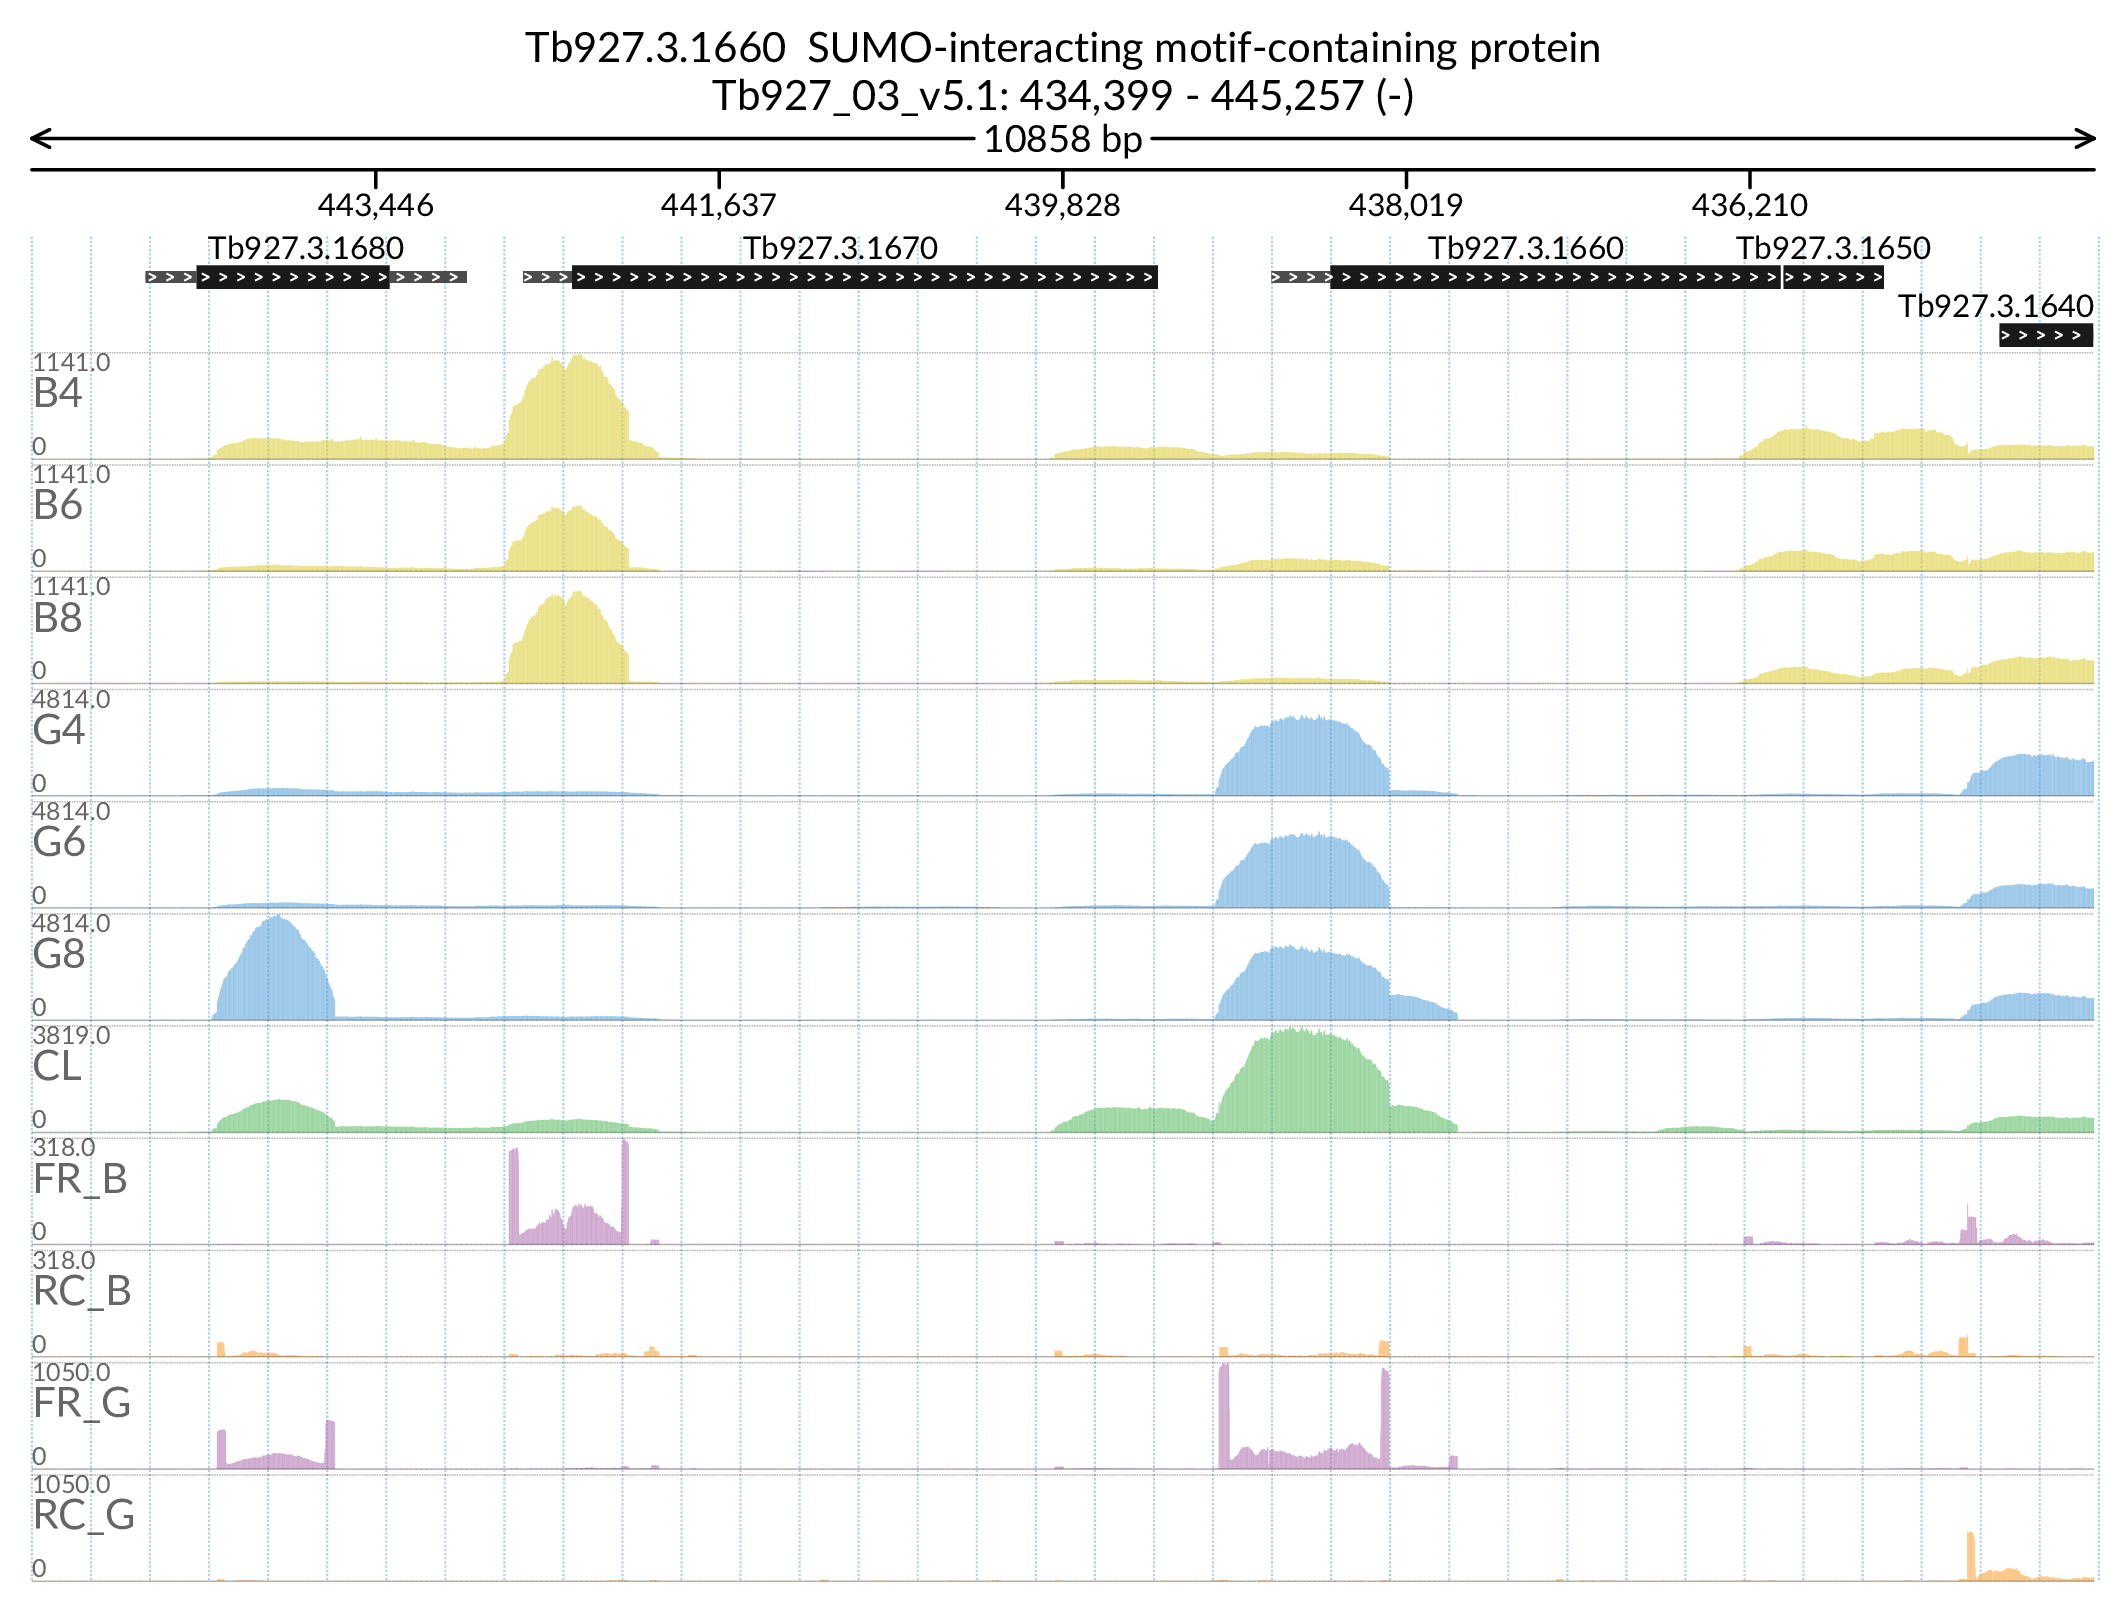 Tb927.3.1660 SUMO-interacting motif-containing protein
Tb927_03_v5.1: 434,399 - 445,257 (-)
10858 bp
443,446 441,637 439,828 438,019 436,210
Tb927.3.1680 Tb927.3.1670 Tb927.3.1660 Tb927.3.1650
Tb927.3.1640
1141.0
B4
0
1141.0
B6
0
1141.0
B8
0
4814.0
G4
0
4814.0
G6
0
4814.0
G8
0
3819.0
CL
0
318.0
FR_B
0
318.0
RC_B
0
1050.0
FR_G
0
1050.0
RC_G
0